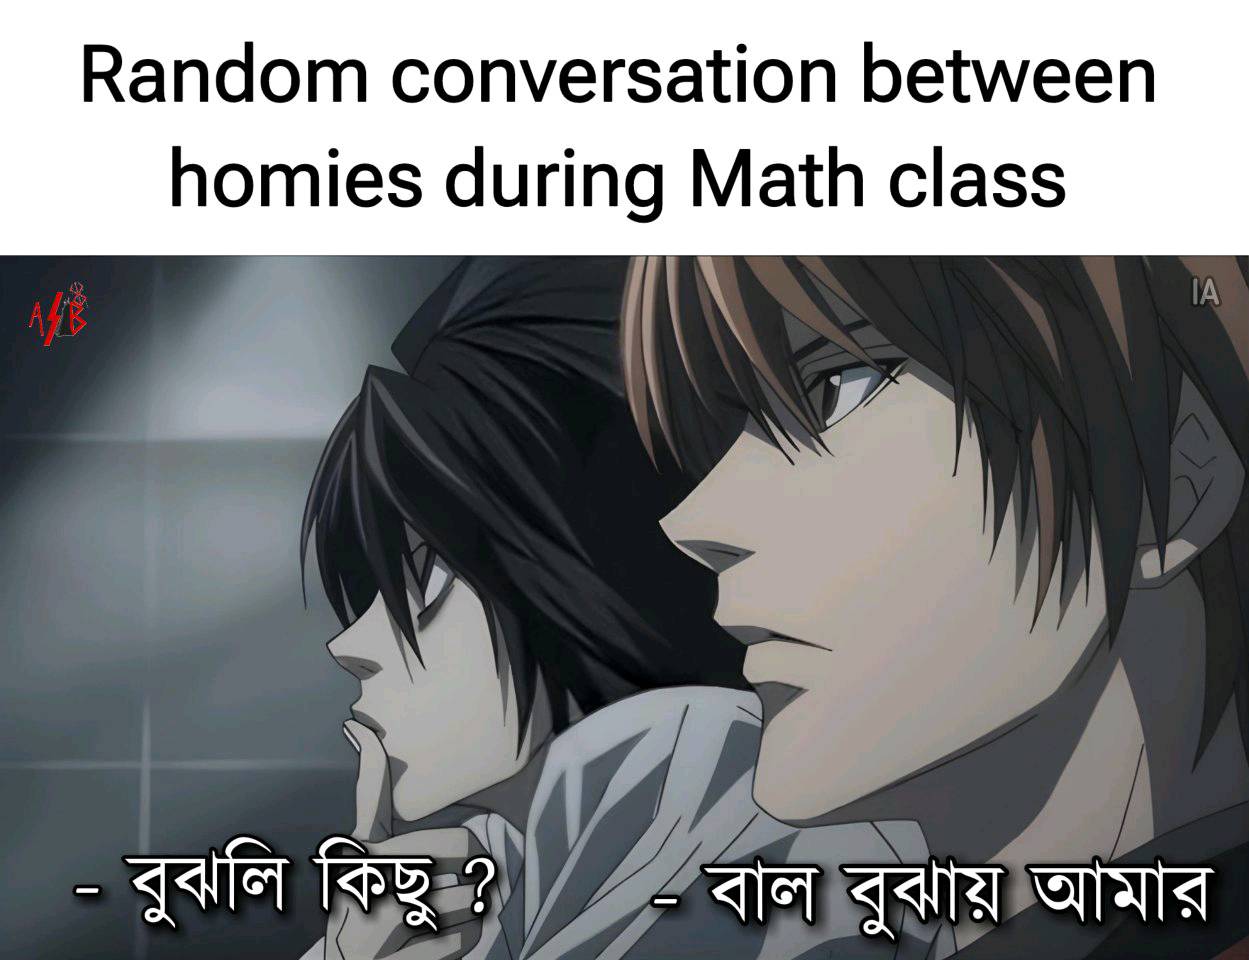 Random conversation between
homies during Math class
A B
IA
- বুঝলি কিছু ?
- বাল বুঝায় আমার